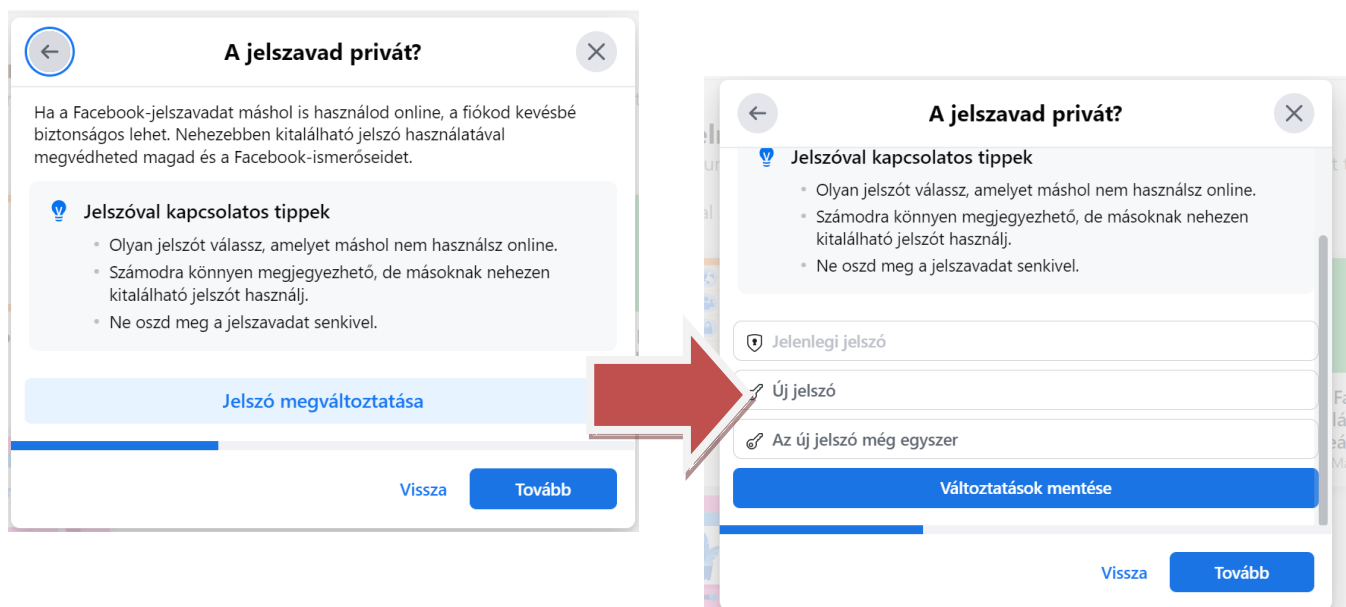 A jelszavad privát?
Ha a Facebook-jelszavadat máshol is használod online, a fiókod kevésbé
biztonságos lehet. Nehezebben kitalálható jelszó használatával
megvédheted magad és a Facebook-ismerőseidet.
Jelszóval kapcsolatos tippek
• Olyan jelszót válassz, amelyet máshol nem használsz online.
• Számodra könnyen megjegyezhető, de másoknak nehezen
kitalálható jelszót használj.
• Ne oszd meg a jelszavadat senkivel.
Jelszó megváltoztatása
Vissza
Tovább
A jelszavad privát?
Jelszóval kapcsolatos tippek
• Olyan jelszót válassz, amelyet máshol nem használsz online.
• Számodra könnyen megjegyezhető, de másoknak nehezen
kitalálható jelszót használj.
• Ne oszd meg a jelszavadat senkivel.
Jelenlegi jelszó
Új jelszó
Az új jelszó még egyszer
Változtatások mentése
Vissza
Tovább